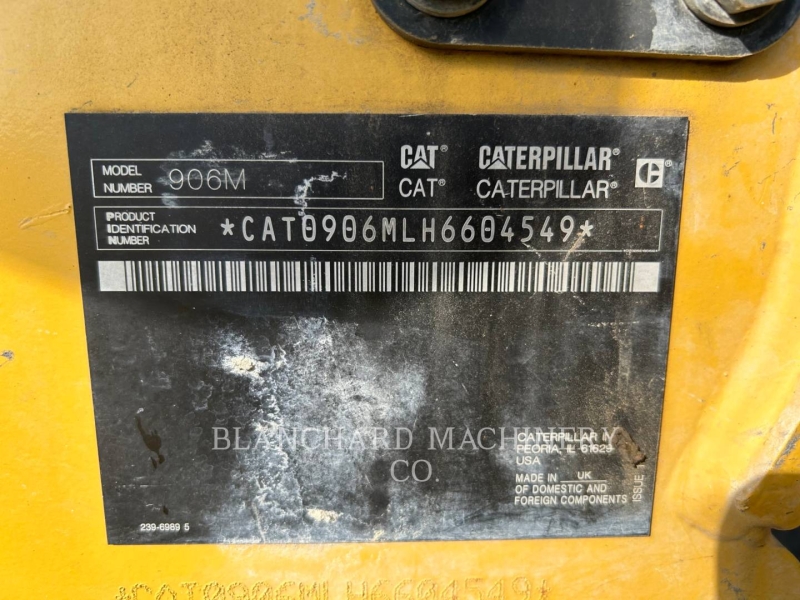 MODEL
NUMBER 906M
CAT® CATERPILLAR®
CAT® CATERPILLAR® C
PRODUCT
IDENTIFICATION
NUMBER *CAT0906MLH6604549*
BLANCHARD MACHINERY
CO.
CATERPILLAR
PEORIA, IL 61629
USA
MADE IN UK
OF DOMESTIC AND
FOREIGN COMPONENTS
ISSUE
239-6989 5
*CAT0906MLH6604549*